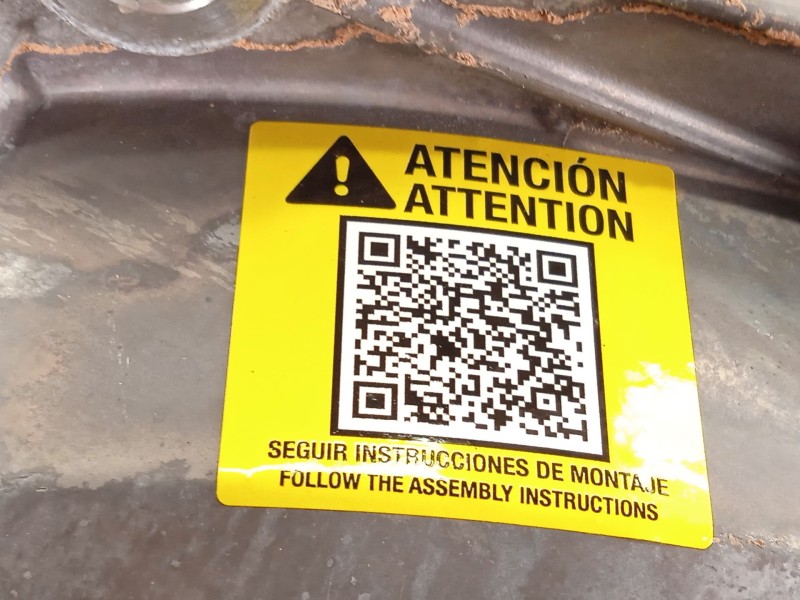 ATENCIÓN
ATTENTION
SEGUIR INSTRUCCIONES DE MONTAJE
FOLLOW THE ASSEMBLY INSTRUCTIONS